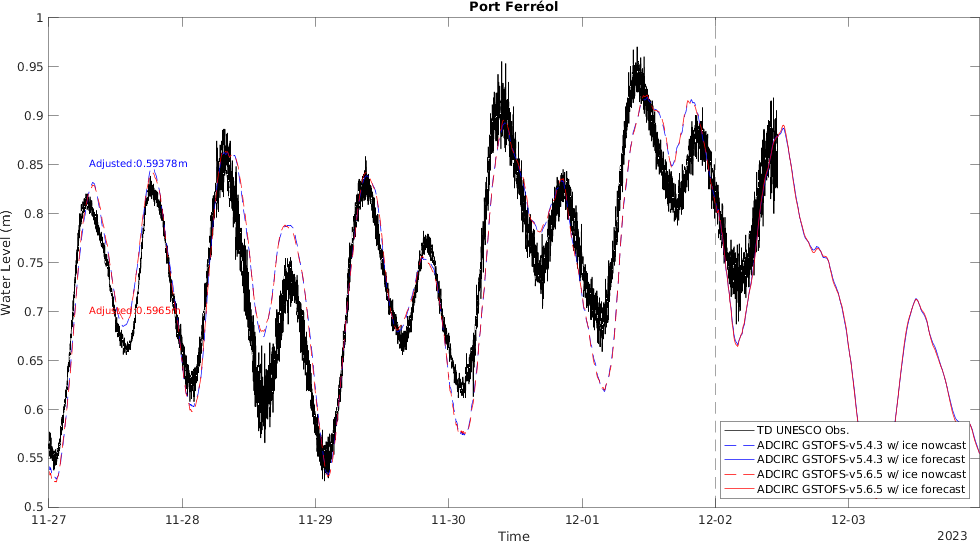 Port Ferréol
1
0.95
0.9
0.85
0.8
0.75
0.7
0.65
0.6
0.55
0.5
Water Level (m)
Adjusted:0.59378m
Adjusted:0.5965m
TD UNESCO Obs.
ADCIRC GSTOFS-v5.4.3 w/ ice nowcast
ADCIRC GSTOFS-v5.4.3 w/ ice forecast
ADCIRC GSTOFS-v5.6.5 w/ ice nowcast
ADCIRC GSTOFS-v5.6.5 w/ ice forecast
11-27 11-28 11-29 11-30 12-01 12-02 12-03
Time
2023